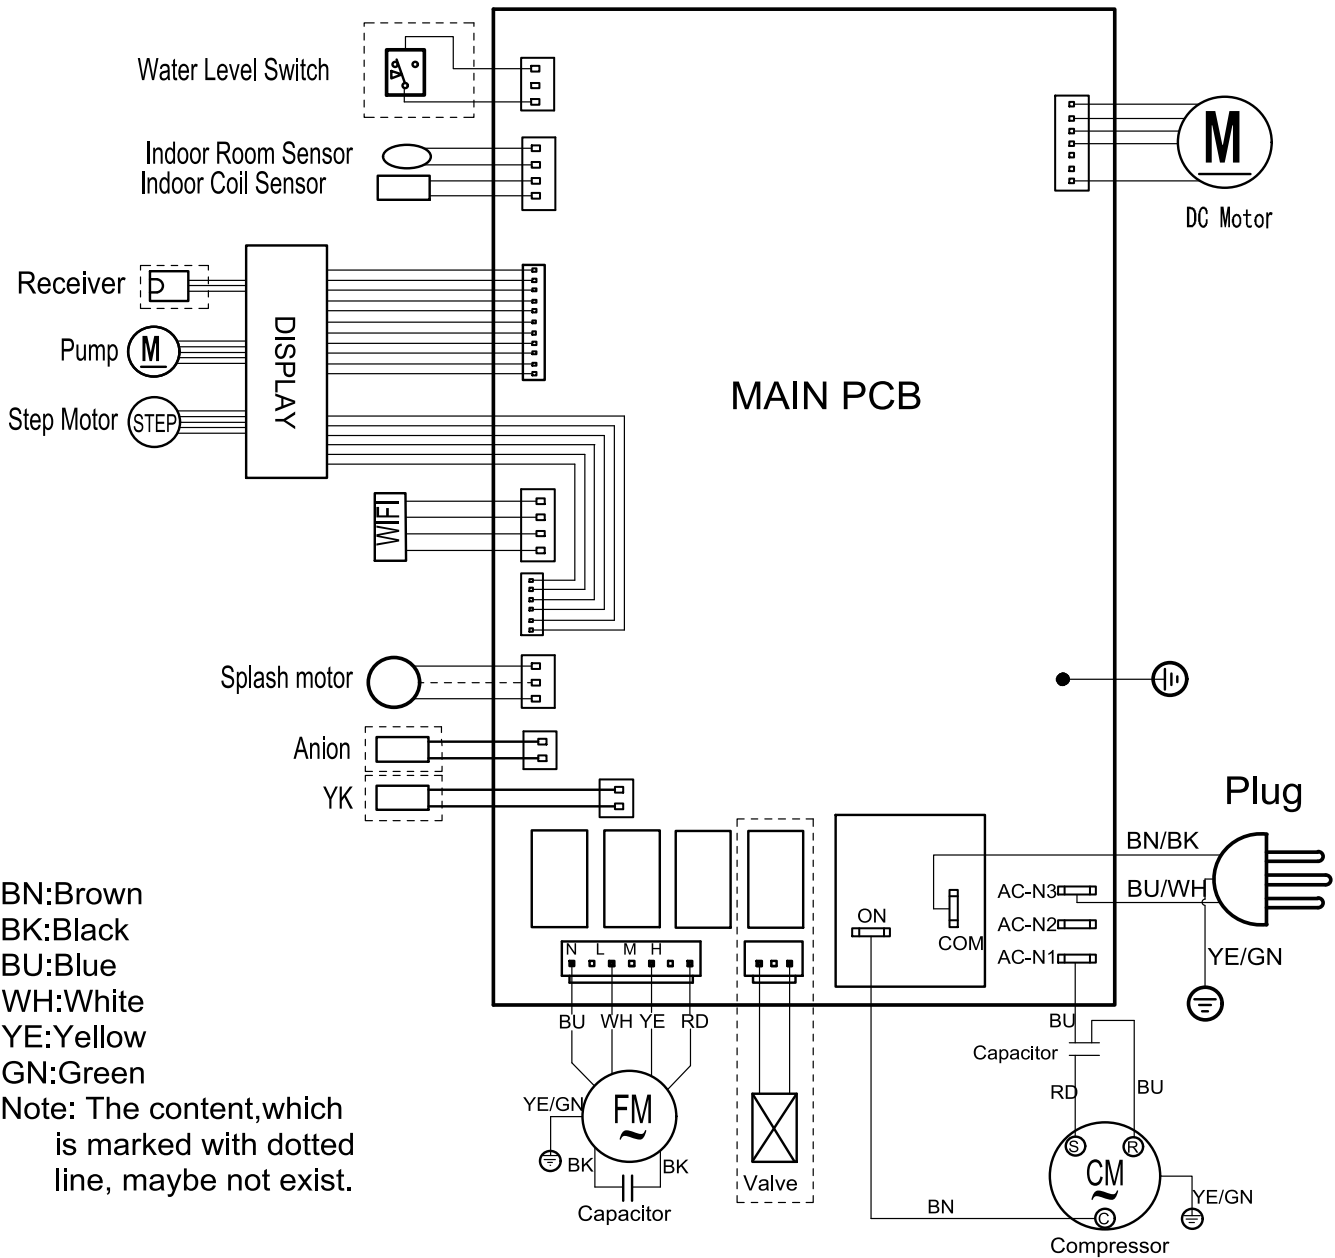 Water Level Switch
Indoor Room Sensor
Indoor Coil Sensor
M
DC Motor
Receiver
Pump
M
Step Motor
STEP
DISPLAY
MAIN PCB
WIFI
Splash motor
Anion
YK
Plug
BN/BK
BU/WH
YE/GN
AC-N3
AC-N2
AC-N1
ON
COM
N L M H
BU WH YE RD
FM
~
YE/GN
BK BK
Capacitor
Valve
BU
Capacitor
RD
BU
S R
CM
~
C
YE/GN
BN
Compressor
BN:Brown
BK:Black
BU:Blue
WH:White
YE:Yellow
GN:Green
Note: The content,which
is marked with dotted
line, maybe not exist.